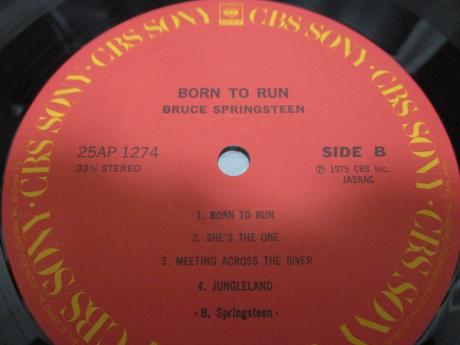 CBS SONY · CBS SONY · CBS SONY · CBS SONY · CBS SONY
BORN TO RUN
BRUCE SPRINGSTEEN
25AP 1274
33⅓ STEREO
SIDE B
Ⓟ 1975 CBS Inc.
JASRAC
1. BORN TO RUN
2. SHE'S THE ONE
3. MEETING ACROSS THE RIVER
4. JUNGLELAND
· B. Springsteen ·